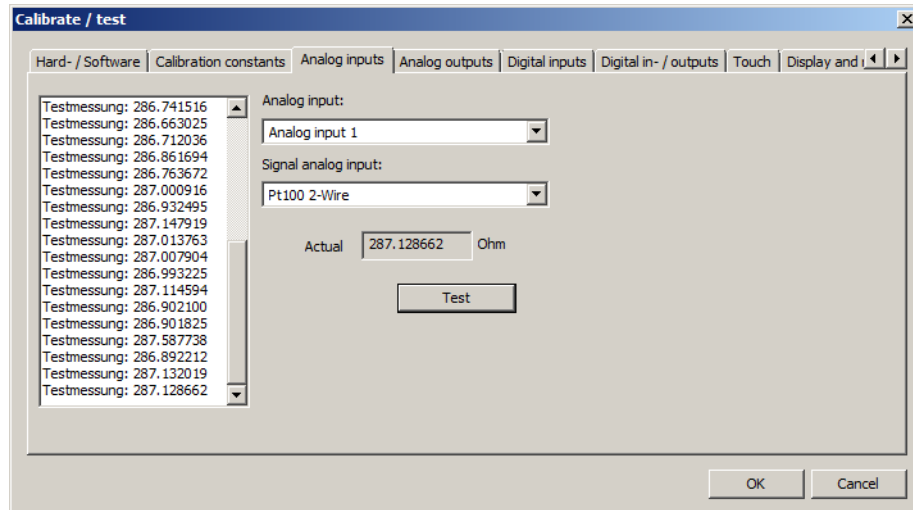 Calibrate / test
Hard- / Software Calibration constants Analog inputs Analog outputs Digital inputs Digital in- / outputs Touch Display and
Testmessung: 286.741516
Testmessung: 286.663025
Testmessung: 286.712036
Testmessung: 286.861694
Testmessung: 286.763672
Testmessung: 287.000916
Testmessung: 286.932495
Testmessung: 287.147919
Testmessung: 287.013763
Testmessung: 287.007904
Testmessung: 286.993225
Testmessung: 287.114594
Testmessung: 286.902100
Testmessung: 286.901825
Testmessung: 287.587738
Testmessung: 286.892212
Testmessung: 287.132019
Testmessung: 287.128662
Analog input:
Analog input 1
Signal analog input:
Pt100 2-Wire
Actual 287.128662 Ohm
Test
OK Cancel